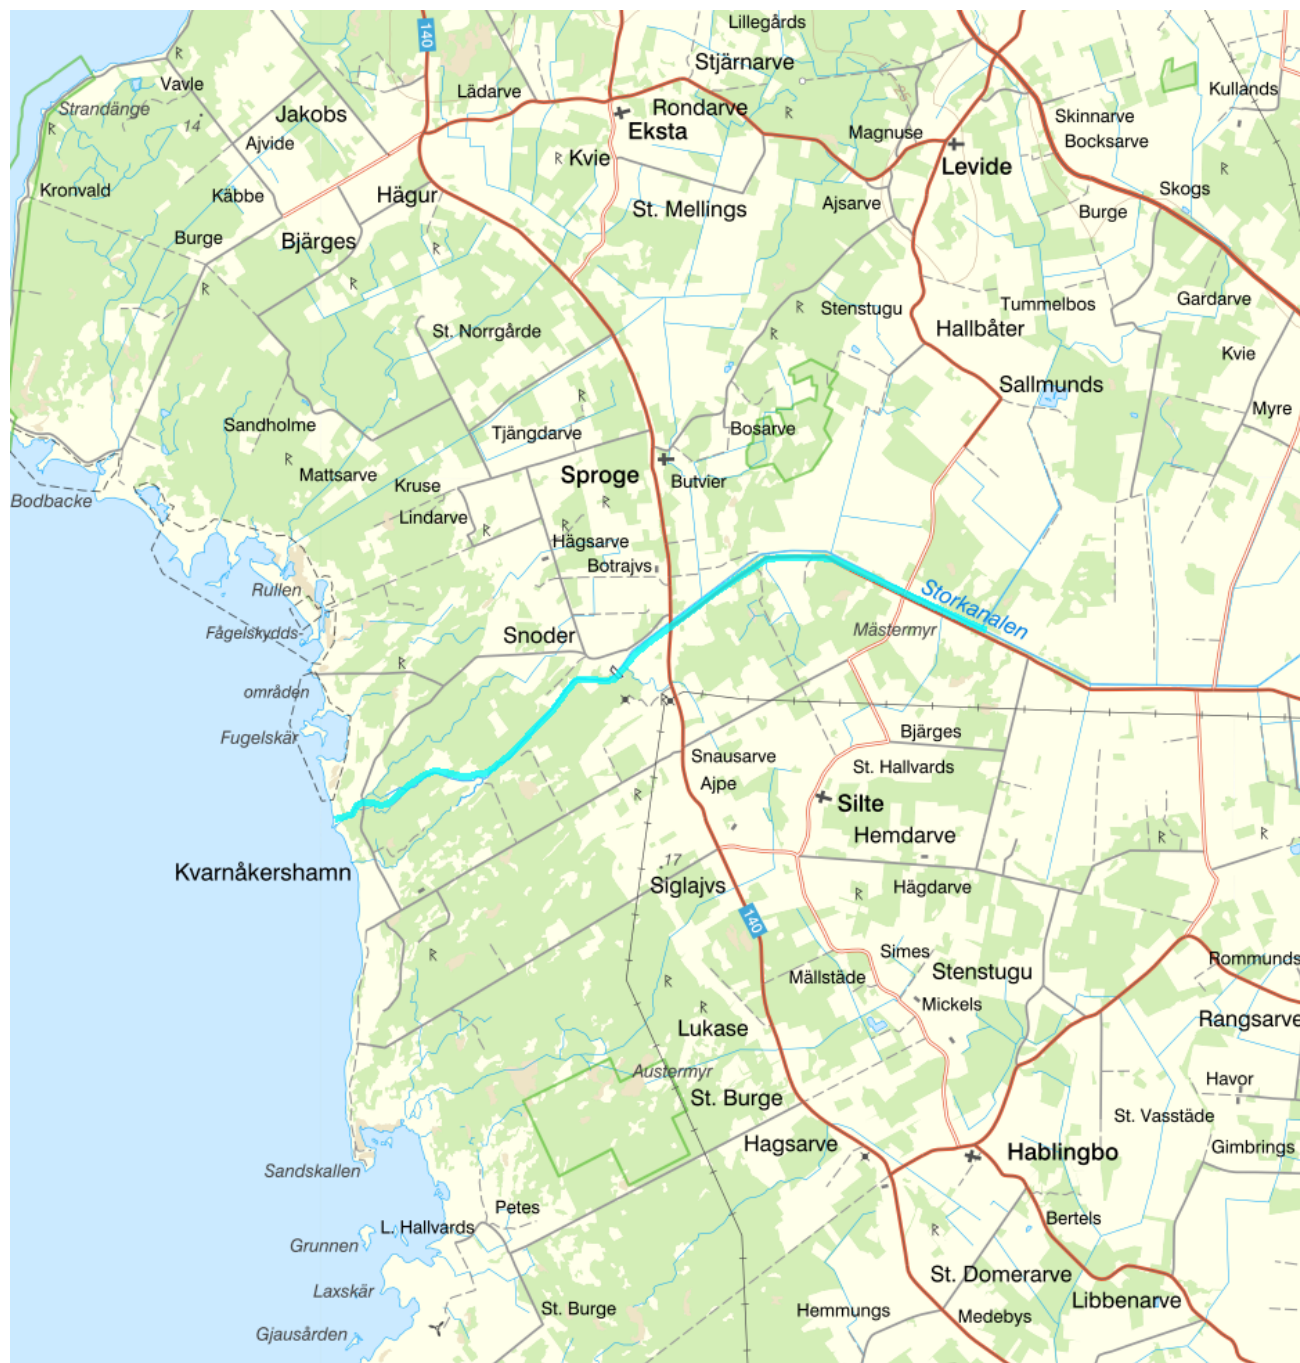 140
Lillegårds
Stjärnarve
Vavle
Lädarve
Kullands
Strandänge
Jakobs
Rondarve
28
Skinnarve
14
Eksta
Magnuse
Bocksarve
Ajvide
Kvie
Levide
Kronvald
Käbbe
Hägur
St. Mellings
Ajsarve
Skogs
Burge
Burge
Bjärges
Gardarve
Stenstugu
Tummelbos
St. Norrgårde
Hallbåter
Kvie
Sallmunds
Myre
Sandholme
Tjängdarve
Bosarve
Mattsarve
Sproge
Butvier
Kruse
Bodbacke
Lindarve
Hägsarve
Botrajvs
Rullen
Storkanalen
Fågelskydds-
Snoder
Mästermyr
områden
Fugelskär
Bjärges
Snausarve
St. Hallvards
Ajpe
Silte
Hemdarve
17
Kvarnåkershamn
Siglajvs
Hägdarve
140
Simes
Rommunds
Stenstugu
Mällstäde
Mickels
Lukase
Rangsarve
Austermyr
Havor
St. Burge
St. Vasstäde
Hagsarve
Hablingbo
Gimbrings
Sandskallen
Petes
L. Hallvards
Bertels
Grunnen
St. Domerarve
Laxskär
Libbenarve
St. Burge
Hemmungs
Medebys
Gjausården